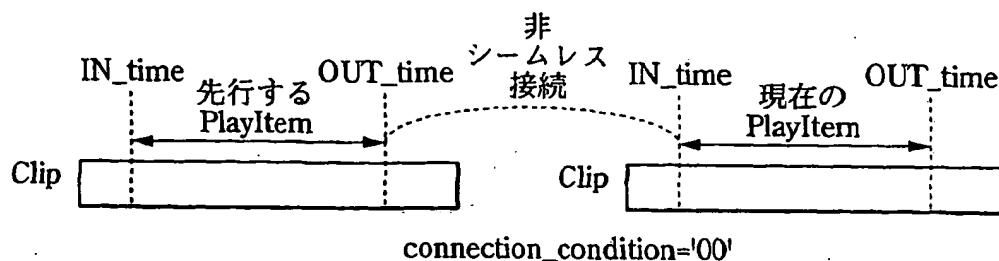 非
シームレス
接続
IN_time
OUT_time
先行する
PlayItem
IN_time
OUT_time
現在の
PlayItem
Clip
Clip
connection_condition='00'